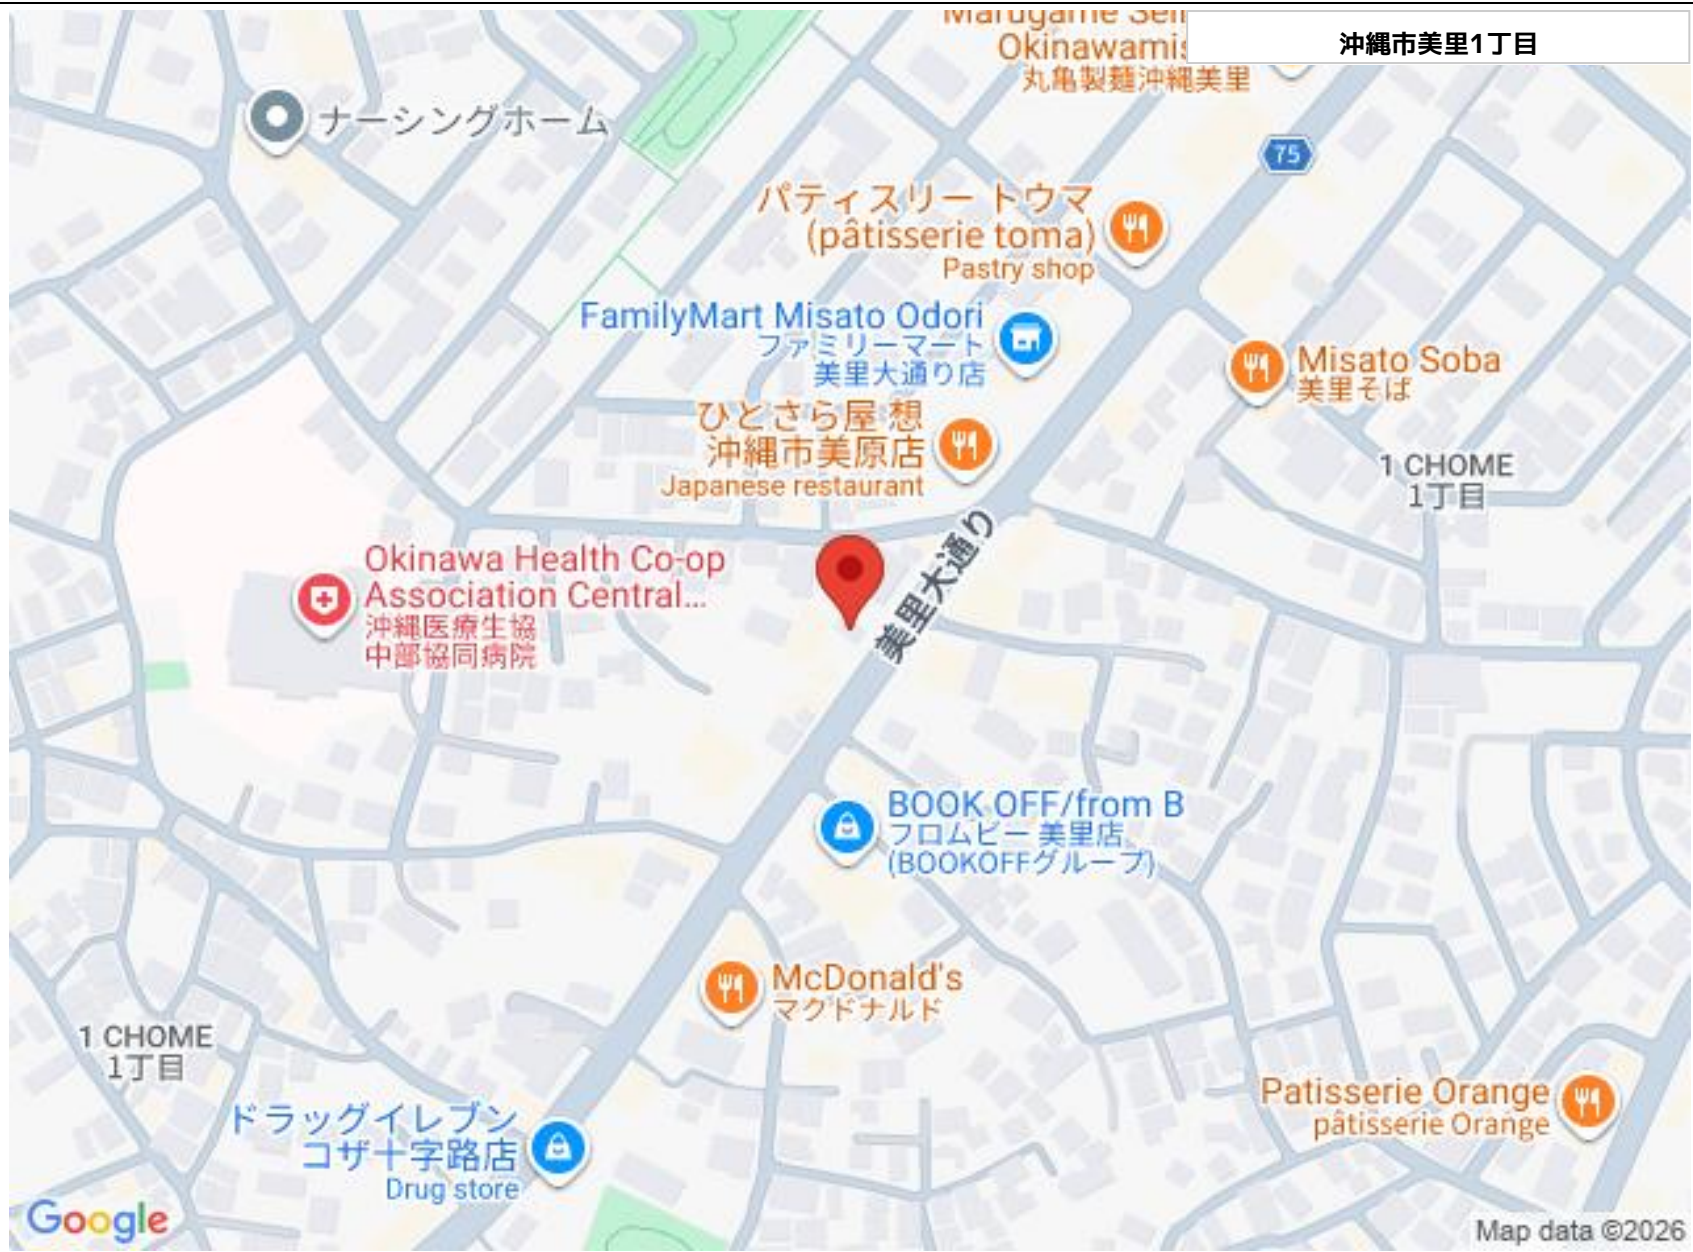 Marugame Sei
Okinawamis
丸亀製麺沖縄美里
沖縄市美里1丁目
ナーシングホーム
75
パティスリー トウマ
(pâtisserie toma)
Pastry shop
FamilyMart Misato Odori
ファミリーマート
美里大通り店
Misato Soba
美里そば
ひとさら屋 想
沖縄市美原店
Japanese restaurant
1 CHOME
1丁目
美里大通り
Okinawa Health Co-op
Association Central...
沖縄医療生協
中部協同病院
BOOK OFF/from B
フロムビー 美里店
(BOOKOFFグループ)
McDonald's
マクドナルド
1 CHOME
1丁目
Patisserie Orange
pâtisserie Orange
ドラッグイレブン
コザ十字路店
Drug store
Google
Map data ©2026